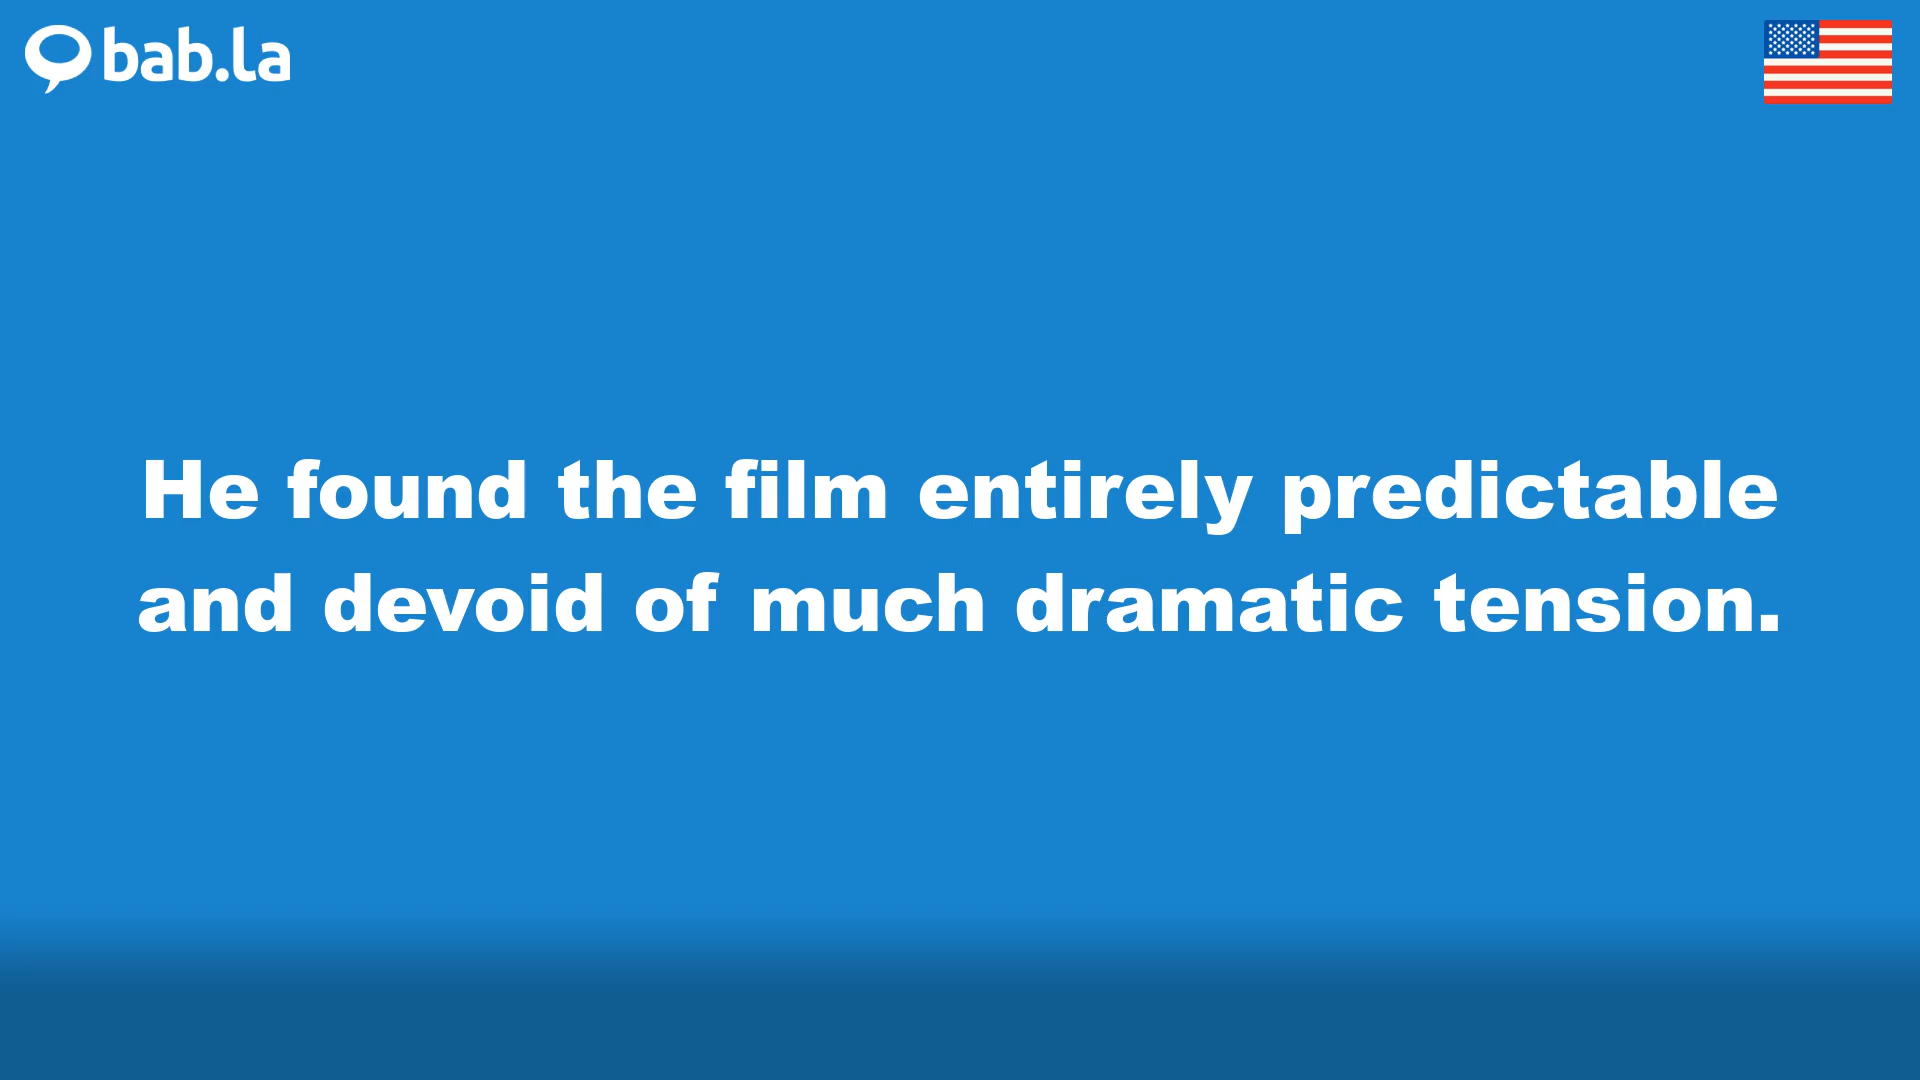 bab.la
He found the film entirely predictable
and devoid of much dramatic tension.